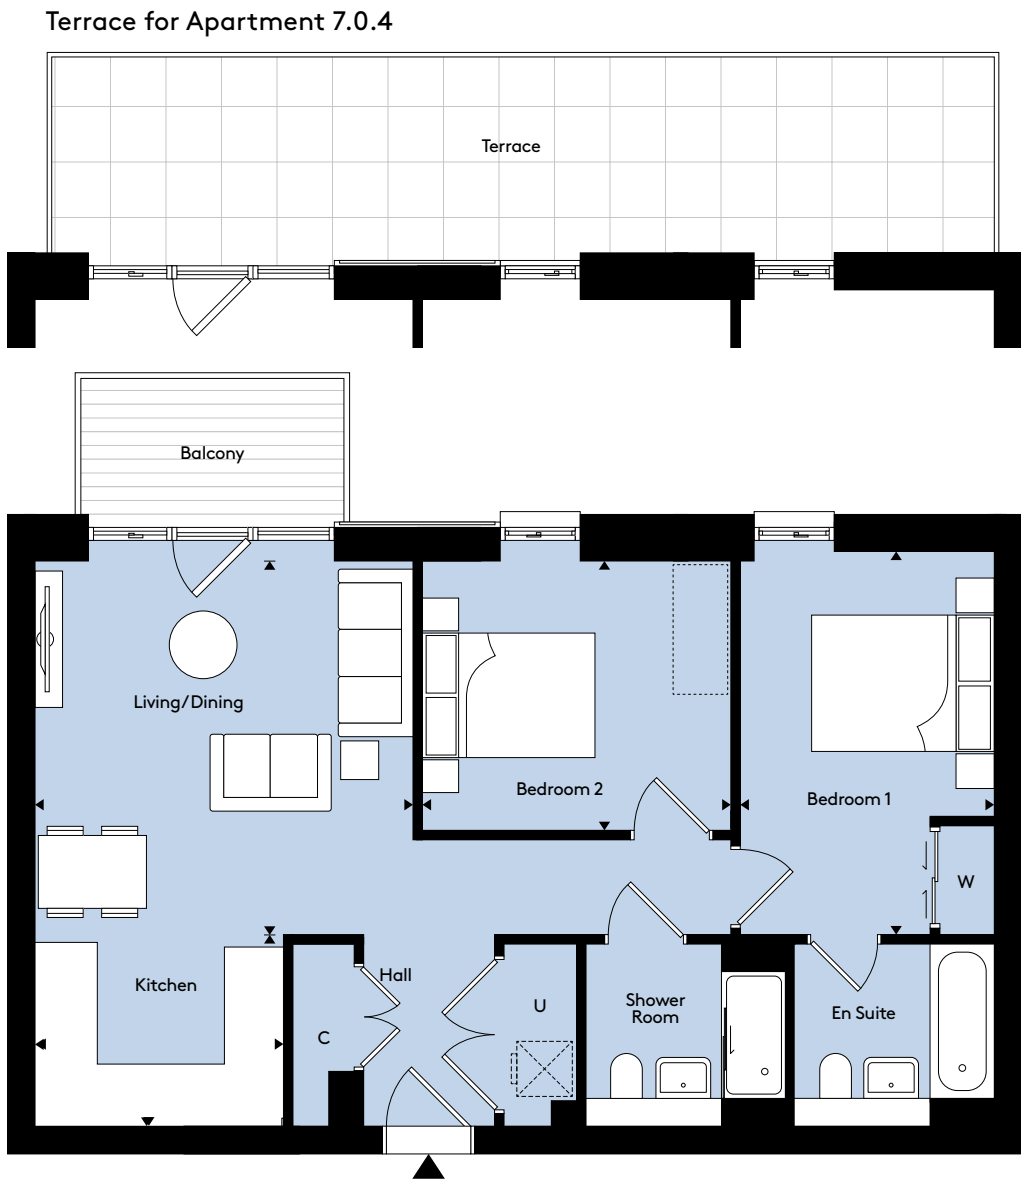 Terrace for Apartment 7.0.4
Terrace
Balcony
Living/Dining
Bedroom 2
Bedroom 1
W
Kitchen
Hall
C
U
Shower
Room
En Suite